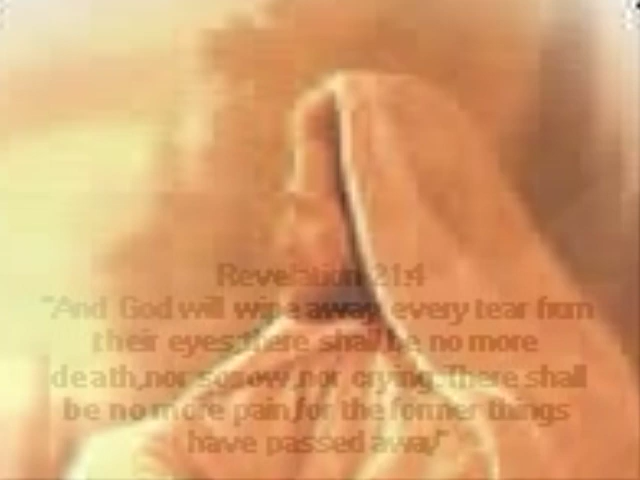 Revelation 21:4
"And God will wipe away every tear from
their eyes;there shall be no more
death,nor sorow,nor crying.There shall
be no more pain,for the former things
have passed away"